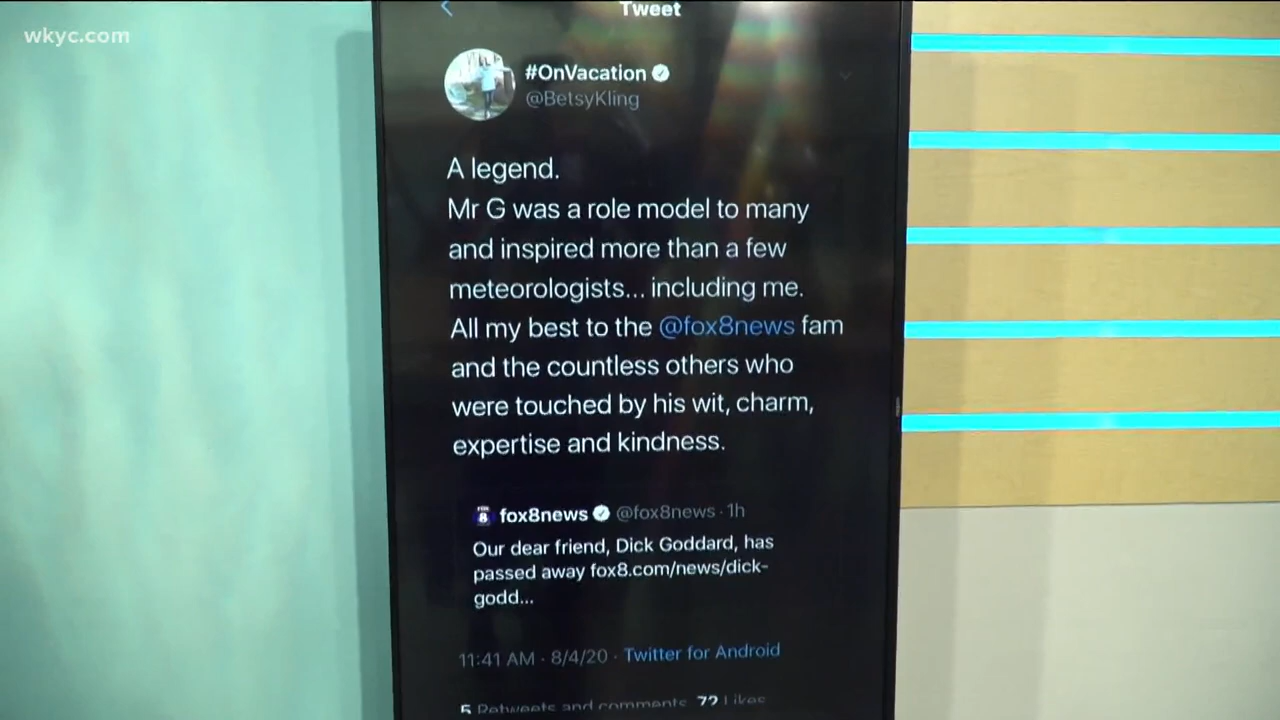 wkyc.com
Tweet
#OnVacation
@BetsyKling
A legend.
Mr G was a role model to many
and inspired more than a few
meteorologists... including me.
All my best to the @fox8news fam
and the countless others who
were touched by his wit, charm,
expertise and kindness.
FOX
8
fox8news @fox8news · 1h
Our dear friend, Dick Goddard, has
passed away fox8.com/news/dick-
godd...
11:41 AM · 8/4/20 · Twitter for Android
5 Retweets and comments 72 Likes